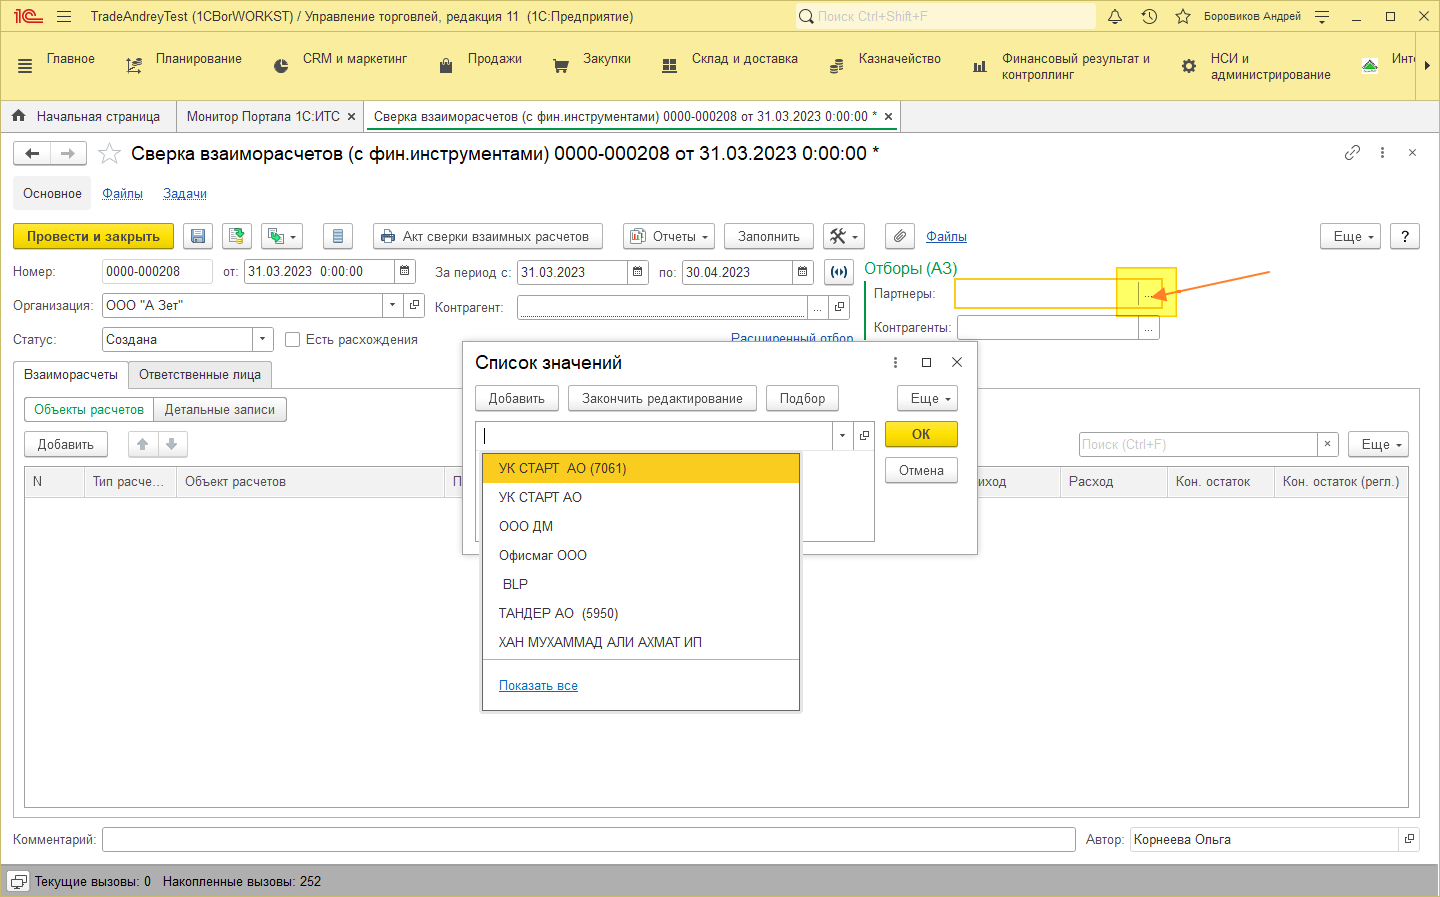 TradeAndreyTest (1CBorWORKST) / Управление торговлей, редакция 11 (1С:Предприятие)
Поиск Ctrl+Shift+F
Боровиков Андрей
Главное
Планирование
CRM и маркетинг
Продажи
Закупки
Склад и доставка
Казначейство
Финансовый результат и
контроллинг
НСИ и
администрирование
Инте
Начальная страница
Монитор Портала 1С:ИТС ×
Сверка взаиморасчетов (с фин.инструментами) 0000-000208 от 31.03.2023 0:00:00 * ×
Сверка взаиморасчетов (с фин.инструментами) 0000-000208 от 31.03.2023 0:00:00 *
Основное
Файлы
Задачи
Провести и закрыть
Акт сверки взаимных расчетов
Отчеты
Заполнить
Файлы
Еще
?
Номер:
0000-000208
от:
31.03.2023 0:00:00
За период с:
31.03.2023
по:
30.04.2023
Отборы (АЗ)
Партнеры:
...
Организация:
ООО "А Зет"
Контрагент:
...
Контрагенты:
...
Статус:
Создана
Есть расхождения
Расширенный отбор
Взаиморасчеты
Ответственные лица
Объекты расчетов
Детальные записи
Добавить
Поиск (Ctrl+F)
×
Еще
N
Тип расче...
Объект расчетов
П
иход
Расход
Кон. остаток
Кон. остаток (регл.)
Список значений
Добавить
Закончить редактирование
Подбор
Еще
ОК
Отмена
УК СТАРТ АО (7061)
УК СТАРТ АО
ООО ДМ
Офисмаг ООО
BLP
ТАНДЕР АО (5950)
ХАН МУХАММАД АЛИ АХМАТ ИП
Показать все
Комментарий:
Автор:
Корнеева Ольга
Текущие вызовы: 0 Накопленные вызовы: 252